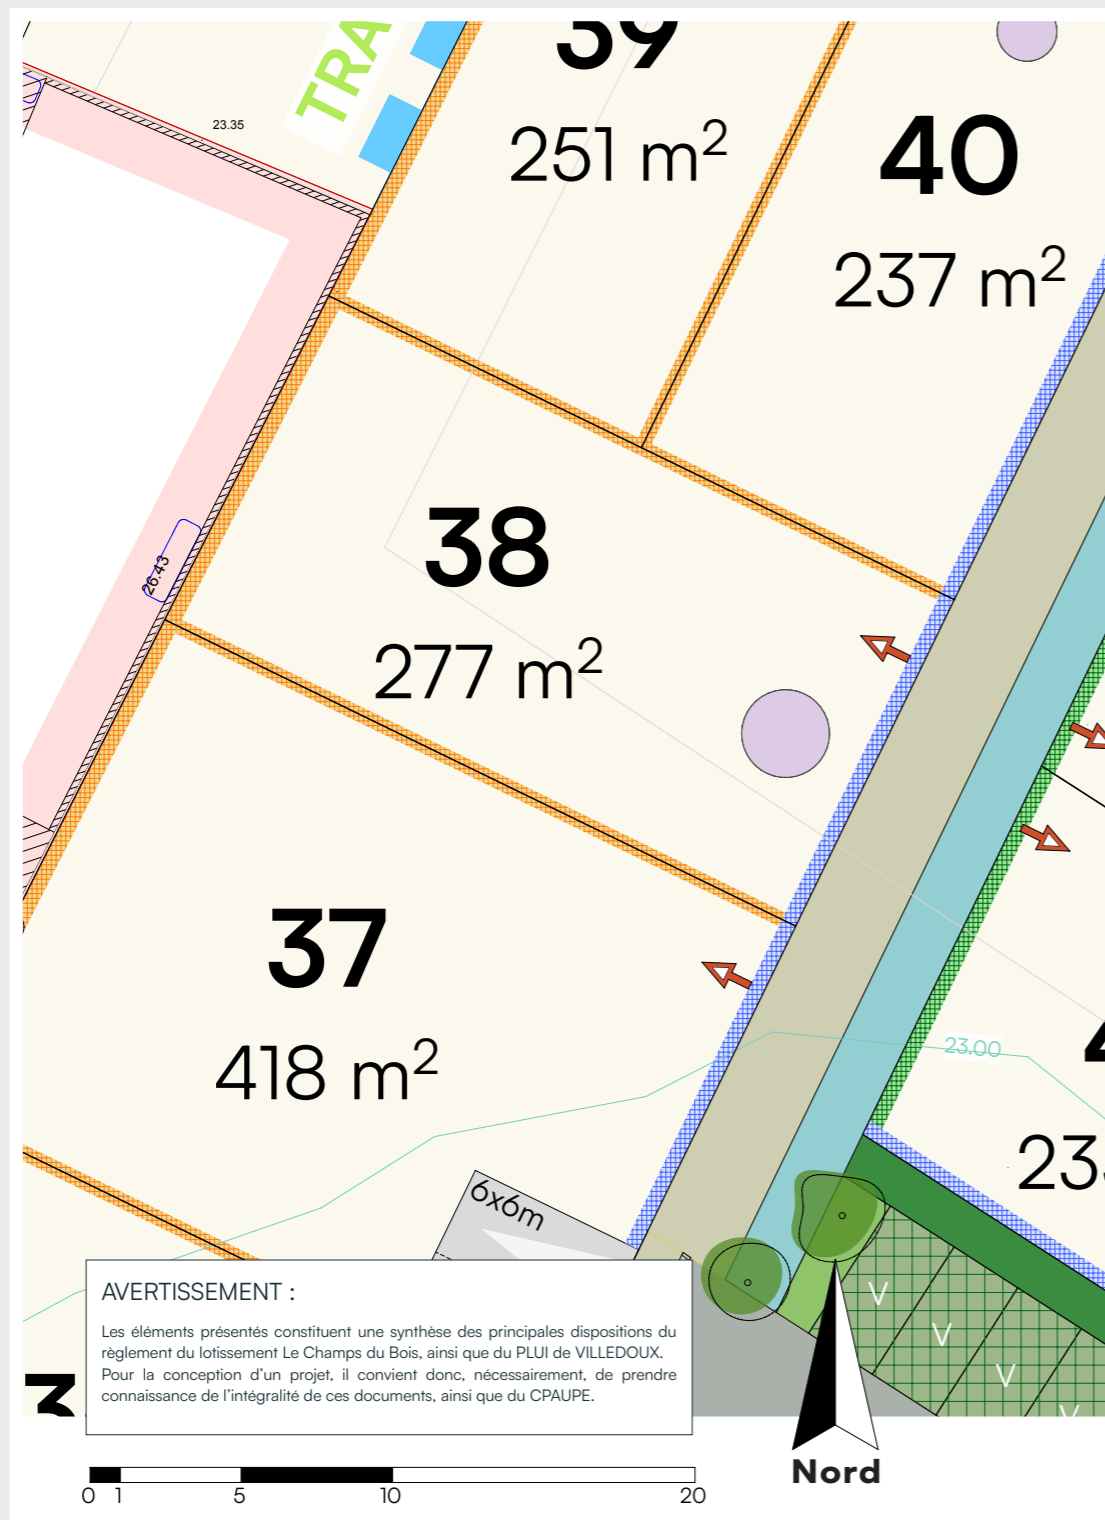 TRA
39
23.35
251 m²
40
237 m²
38
26.43
277 m²
37
418 m²
23.00
23
6x6m
AVERTISSEMENT :
Les éléments présentés constituent une synthèse des principales dispositions du
règlement du lotissement Le Champs du Bois, ainsi que du PLUI de VILLEDOUX.
Pour la conception d'un projet, il convient donc, nécessairement, de prendre
connaissance de l'intégralité de ces documents, ainsi que du CPAUPE.
V
V
V
V
3
Nord
0 1 5 10 20